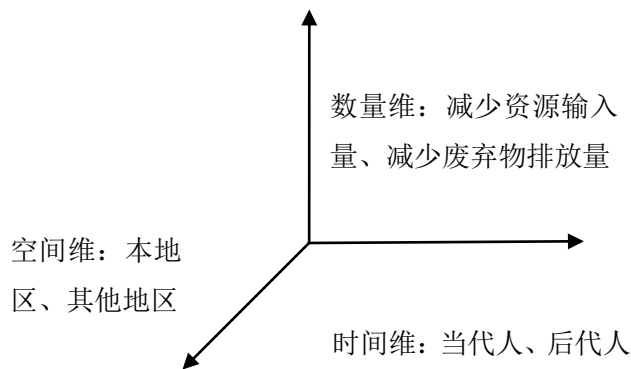 数量维：减少资源输入
量、减少废弃物排放量
空间维：本地
区、其他地区
时间维：当代人、后代人